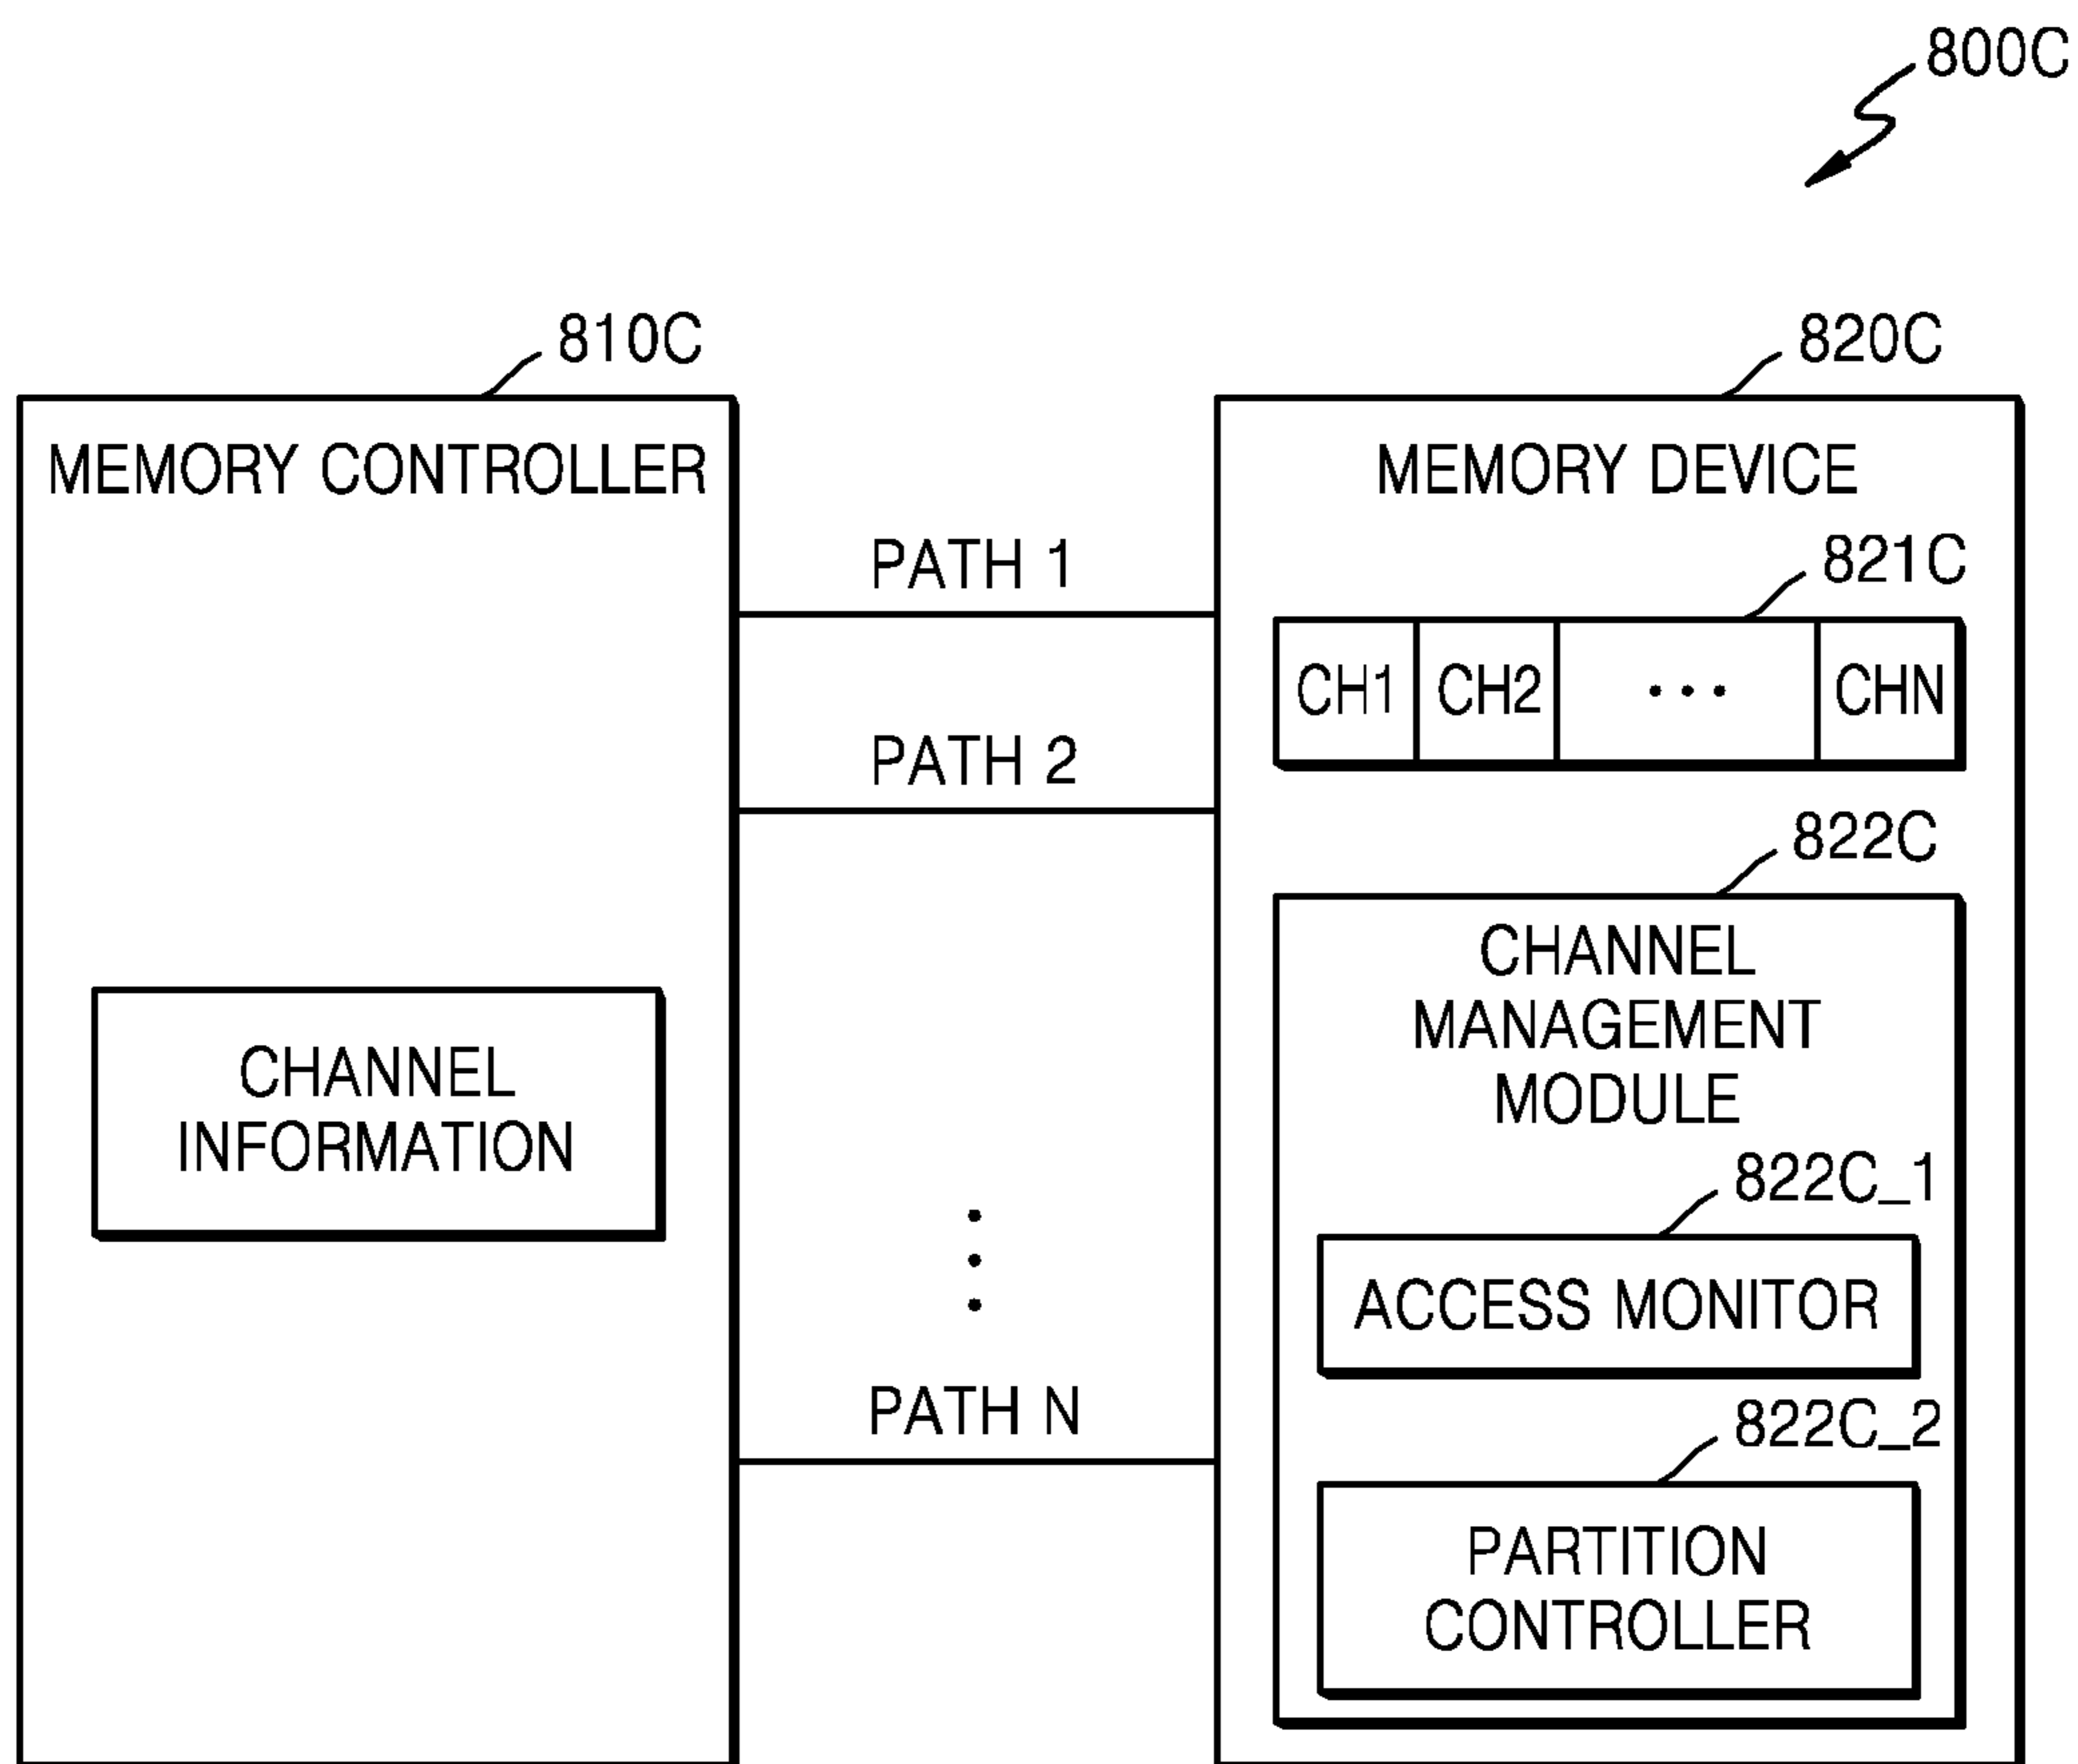 800C
810C
820C
MEMORY CONTROLLER
MEMORY DEVICE
PATH 1
821C
CH1 CH2 ••• CHN
PATH 2
822C
CHANNEL
MANAGEMENT
MODULE
CHANNEL
INFORMATION
822C_1
ACCESS MONITOR
PATH N
822C_2
PARTITION
CONTROLLER